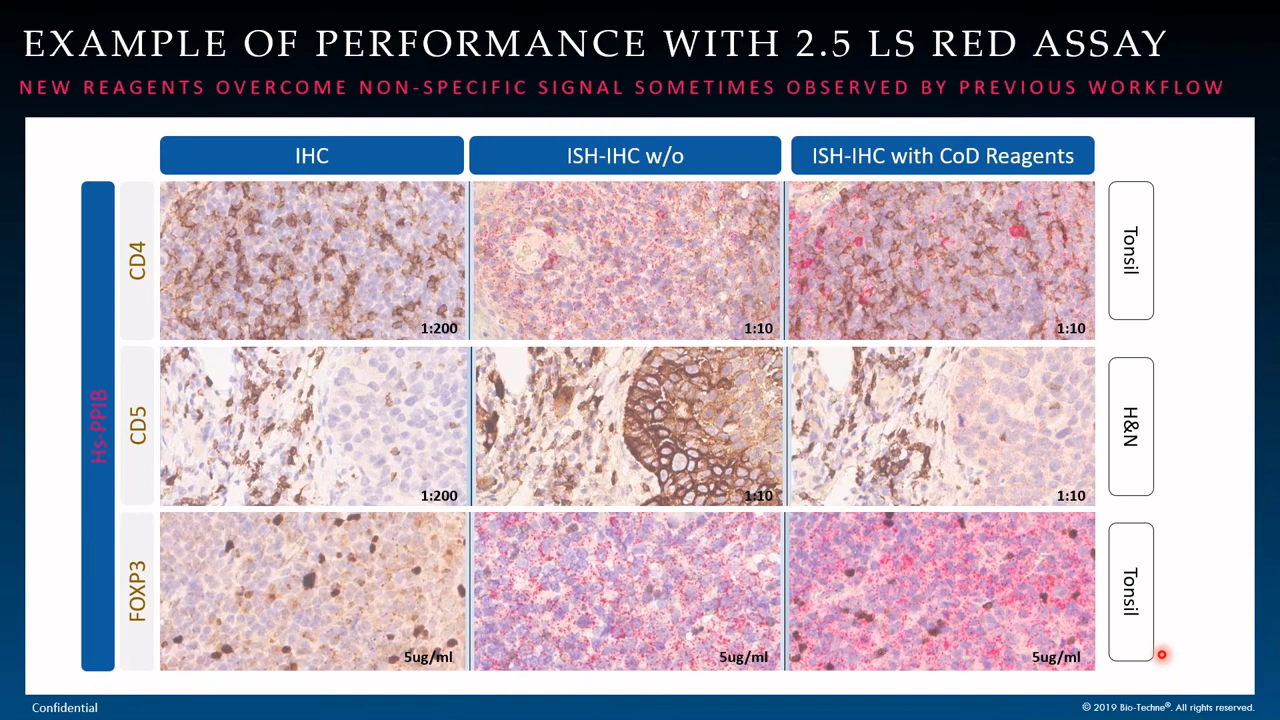 EXAMPLE OF PERFORMANCE WITH 2.5 LS RED ASSAY
NEW REAGENTS OVERCOME NON-SPECIFIC SIGNAL SOMETIMES OBSERVED BY PREVIOUS WORKFLOW
IHC
ISH-IHC w/o
ISH-IHC with CoD Reagents
Hs-PPIB
CD4
1:200
1:10
1:10
Tonsil
CD5
1:200
1:10
1:10
H&N
FOXP3
5ug/ml
5ug/ml
5ug/ml
Tonsil
Confidential
© 2019 Bio-Techne®. All rights reserved.